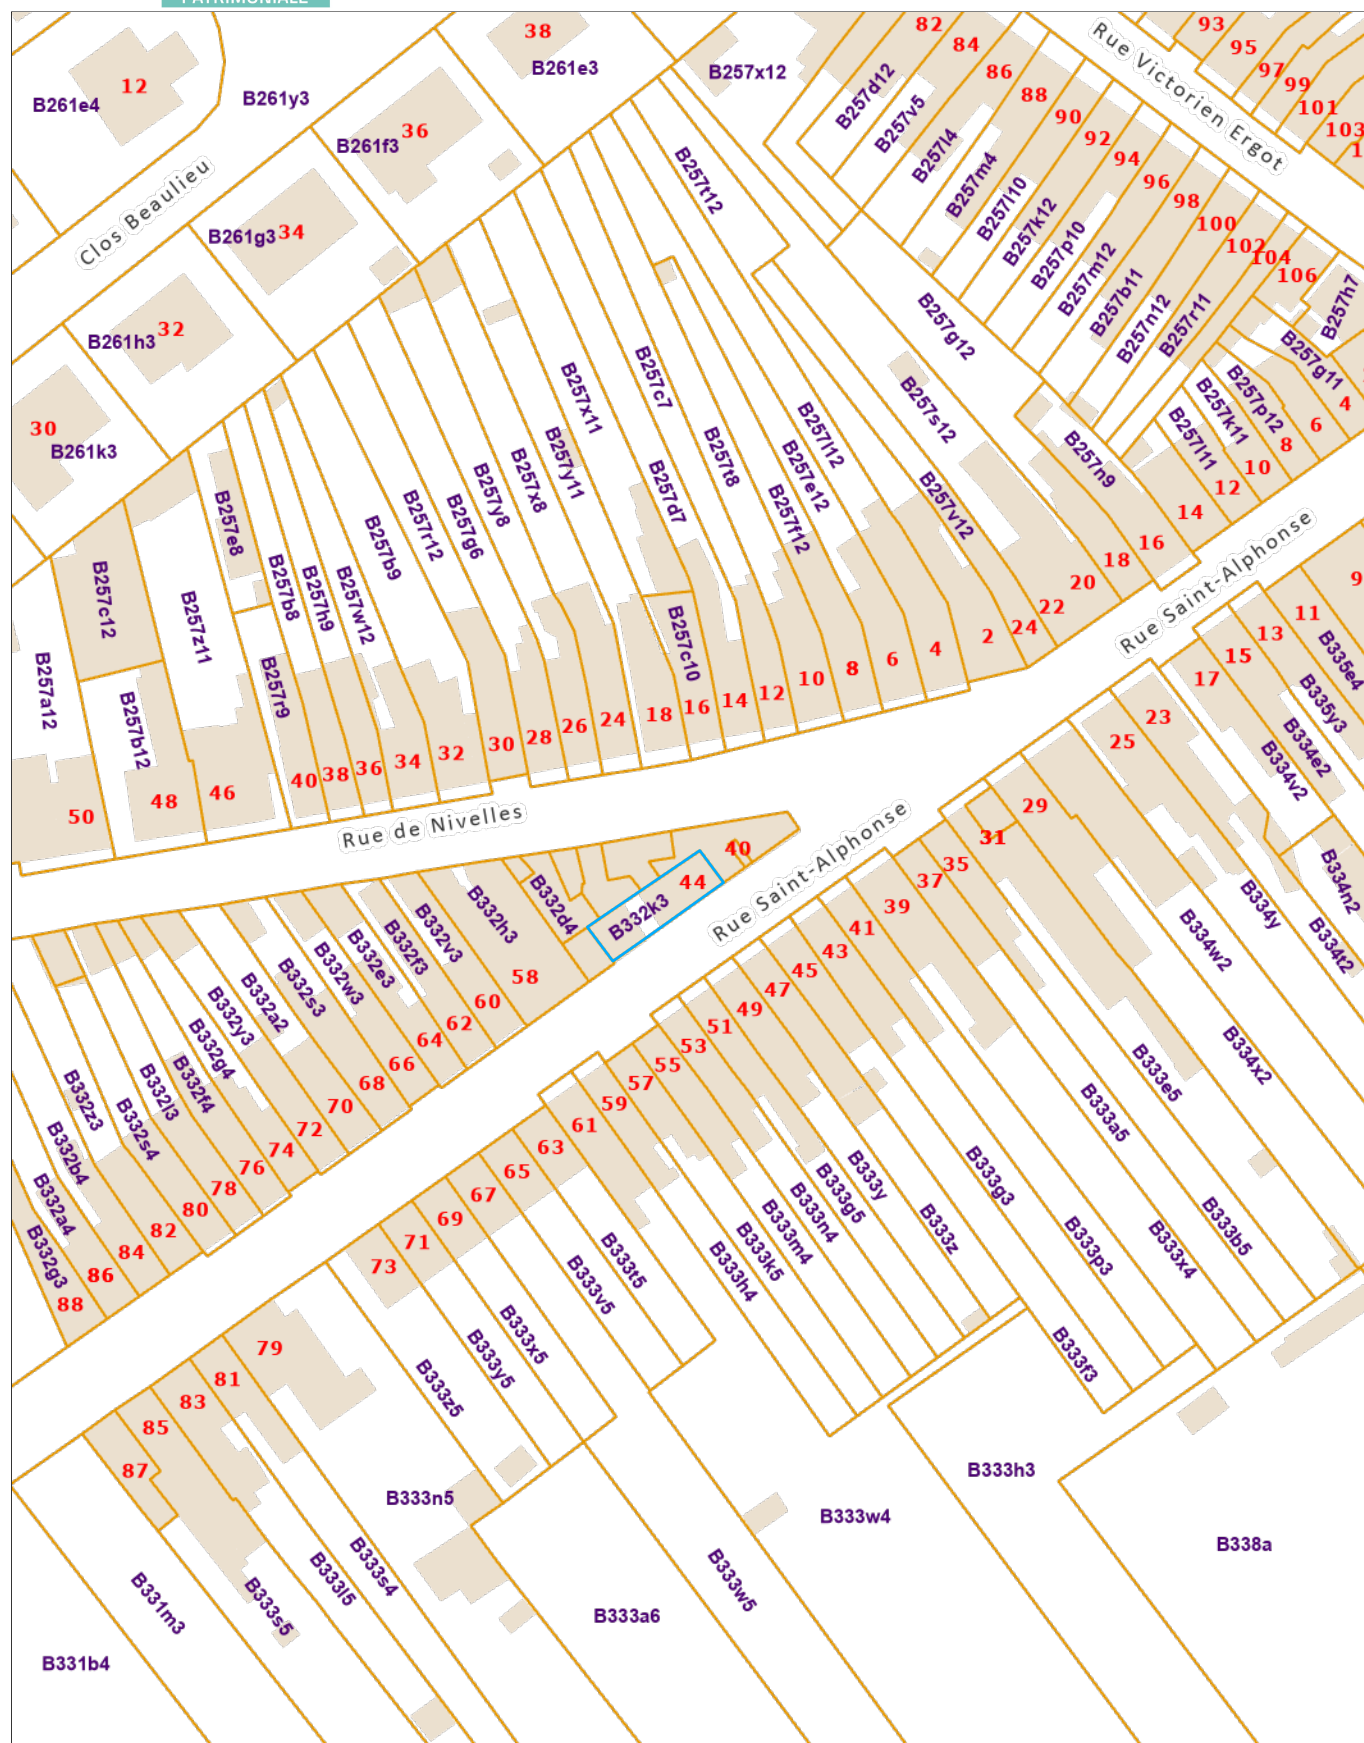 PATRIMONIALE
38
82
93
84
95
12
B261e4
B261e3
B257x12
86
97
99
B261y3
88
101
36
B261f3
B257d12
B257v5
90
103
92
Rue Victorien Ergot
94
B257l4
B257t12
96
B257m4
98
Clos Beaulieu
B257l10
100
34
B261g3
B257k12
102
B257p10
104
106
B257m12
B257h7
B257b11
32
B261h3
B257g12
B257n12
B257r11
B257g11
B257c7
B257x11
B257s12
B257p12
4
B257k11
6
30
B261k3
B257l12
B257l11
8
B257y11
B257t8
B257n9
10
B257e12
12
B257x8
B257y8
B257d7
B257v12
14
B257e8
B257r12
B257g6
B257f12
16
B257b9
18
Rue Saint-Alphonse
20
9
B257c12
B257b8
B257h9
B257w12
22
24
11
B257z11
2
13
B257c10
4
15
B335e4
B257a12
B257r9
6
17
8
B335y3
B257b12
10
12
14
16
18
24
26
28
30
32
34
36
38
40
46
48
50
23
25
B334e2
B334v2
Rue de Nivelles
29
31
40
35
44
37
B334n2
B332k3
Rue Saint-Alphonse
39
B332d4
B332h3
41
B334y
B332v3
43
B334w2
B334t2
B332f3
B332e3
45
58
B332w3
47
B332s3
60
49
B332a2
62
51
B332y3
64
53
B332g4
66
55
B334x2
B332f4
68
57
B333e5
B332l3
70
59
B332z3
72
61
B333a5
B332s4
74
63
B332b4
76
65
B333y
B333g3
78
67
B333g5
B332a4
80
69
B333n4
82
71
B333m4
B333z
B333b5
B332g3
84
73
B333k5
B333p3
B333x4
86
B333t5
B333h4
88
B333v5
79
B333x5
81
B333y5
B333f3
83
B333z5
85
87
B333h3
B333n5
B333w4
B338a
B333s4
B333l5
B333w5
B331m3
B333s5
B333a6
B331b4